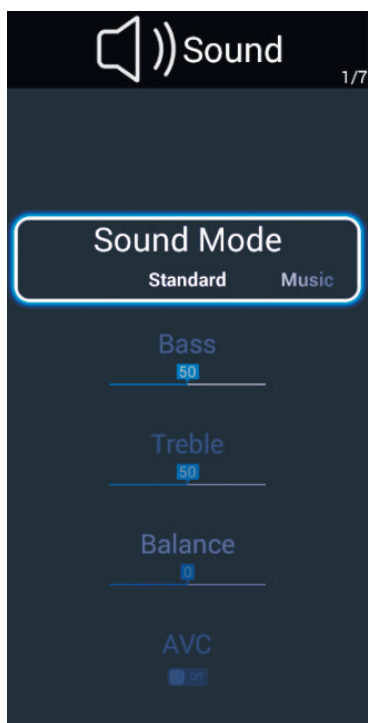 Sound
1/7
Sound Mode
Standard Music
Bass
50
Treble
50
Balance
0
AVC
Off